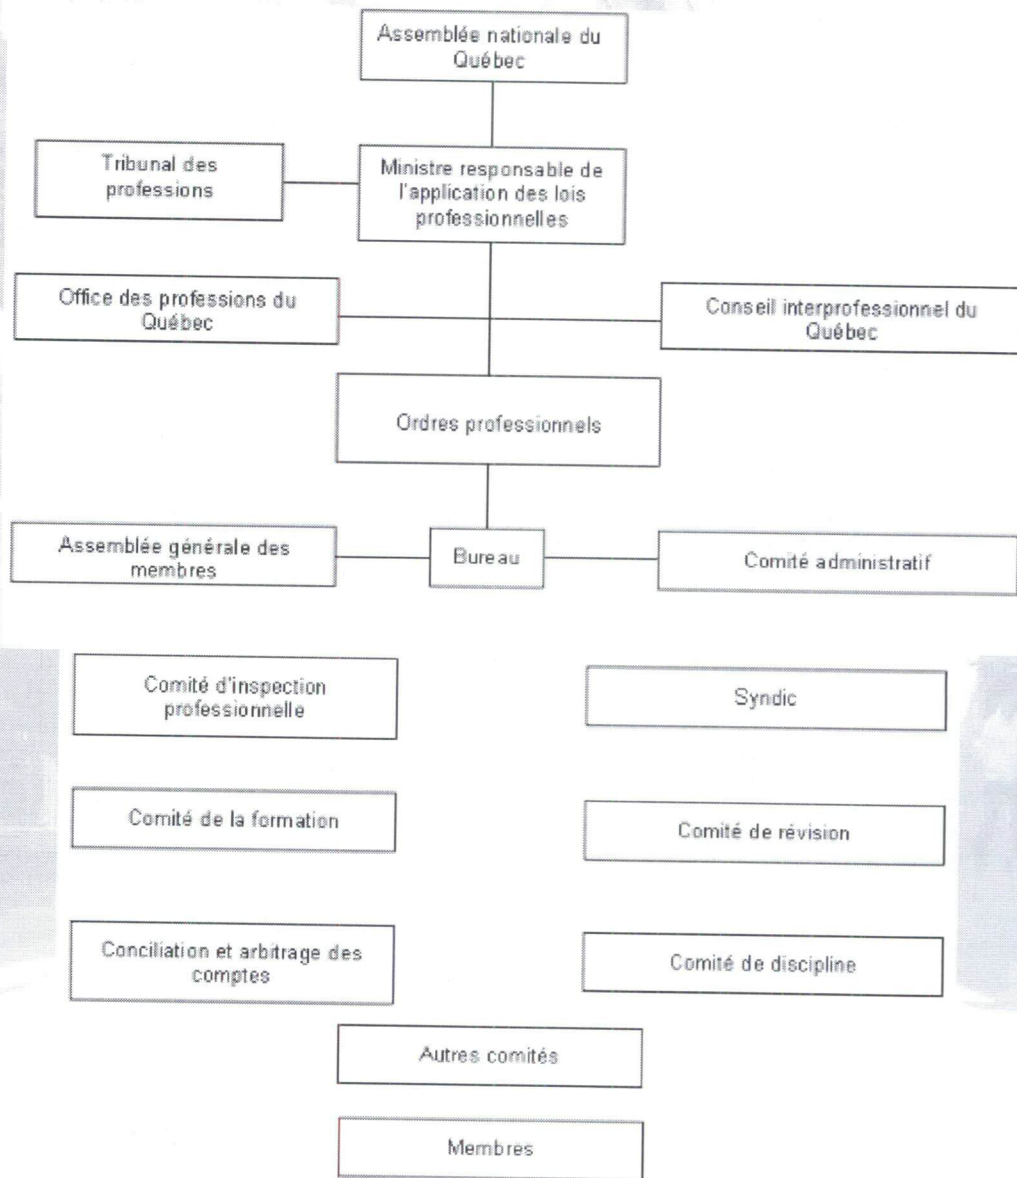 Assemblée nationale du
Québec
Tribunal des
professions
Ministre responsable de
l'application des lois
professionnelles
Office des professions du
Québec
Conseil interprofessionnel du
Québec
Ordres professionnels
Assemblée générale des
membres
Bureau
Comité administratif
Comité d'inspection
professionnelle
Syndic
Comité de la formation
Comité de révision
Conciliation et arbitrage des
comptes
Comité de discipline
Autres comités
Membres